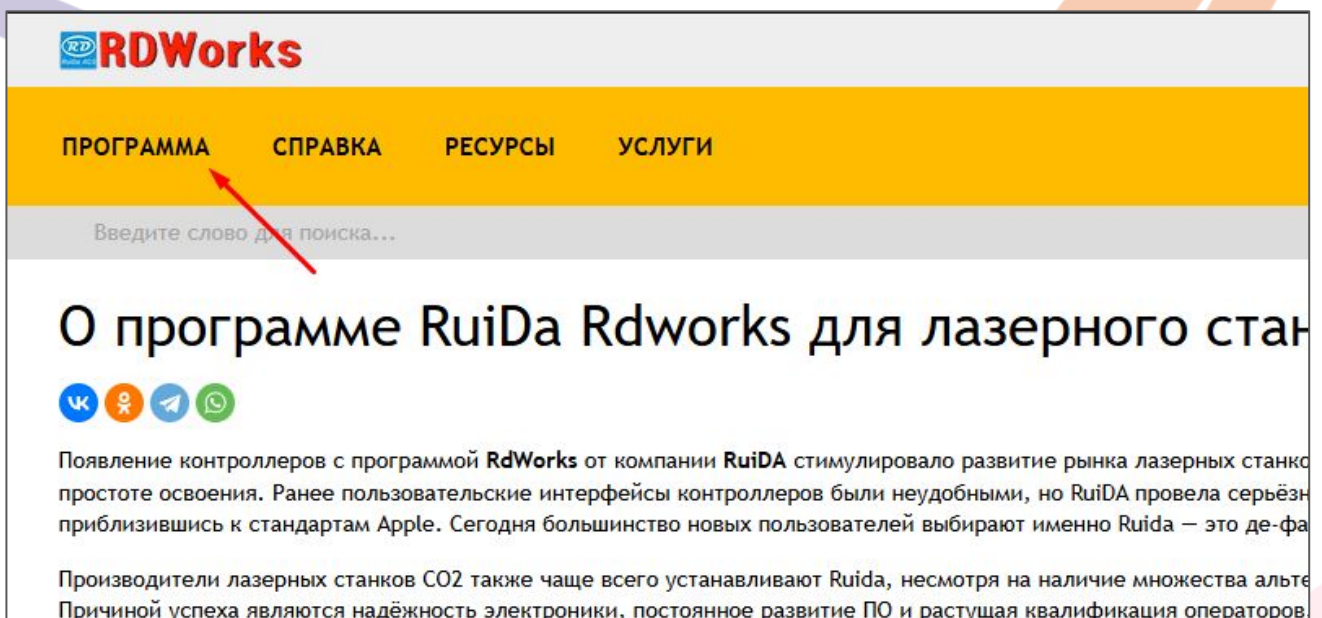 RD RDWorks
ПРОГРАММА СПРАВКА РЕСУРСЫ УСЛУГИ
Введите слово для поиска...
О программе RuiDa Rdworks для лазерного стан
Появление контроллеров с программой RdWorks от компании RuiDA стимулировало развитие рынка лазерных станко
простоте освоения. Ранее пользовательские интерфейсы контроллеров были неудобными, но RuiDA провела серьёзн
приблизившись к стандартам Apple. Сегодня большинство новых пользователей выбирают именно Ruida — это де-фа
Производители лазерных станков CO2 также чаще всего устанавливают Ruida, несмотря на наличие множества альте
Причиной успеха являются надёжность электроники, постоянное развитие ПО и растущая квалификация операторов.